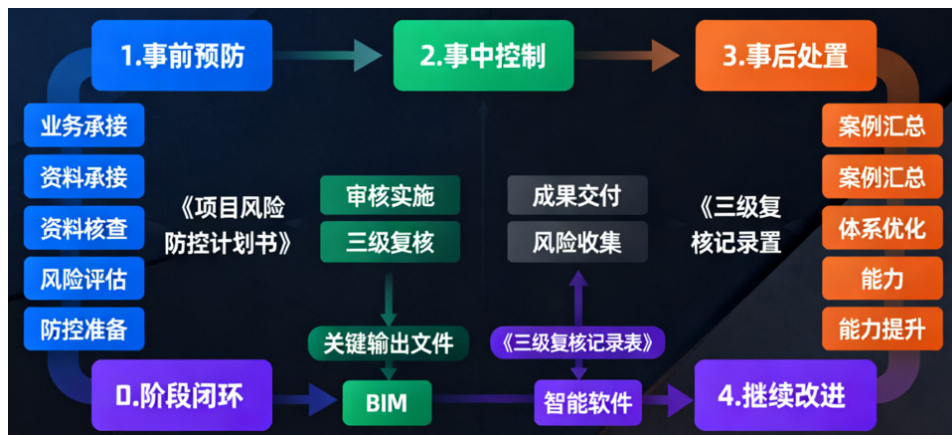 1.事前预防
2.事中控制
3.事后处置
业务承接
资料承接
资料核查
风险评估
防控准备
《项目风险
防控计划书》
审核实施
三级复核
成果交付
风险收集
《三级复
核记录置
案例汇总
案例汇总
体系优化
能力
能力提升
关键输出文件
《三级复核记录表》
0.阶段闭环
BIM
智能软件
4.继续改进